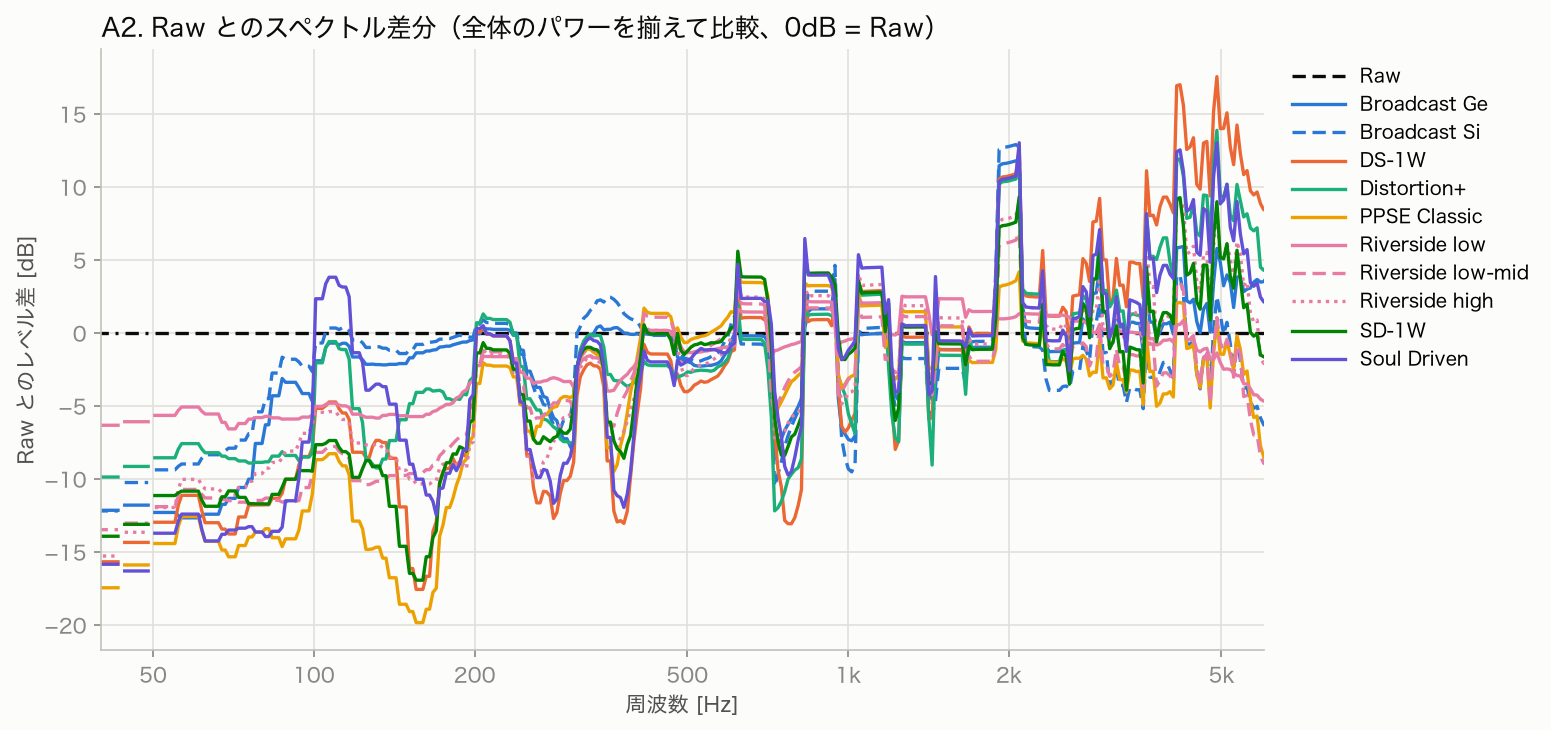 A2. Raw とのスペクトル差分（全体のパワーを揃えて比較、0dB = Raw）
Raw とのレベル差 [dB]
15
10
5
0
−5
−10
−15
−20
50
100
200
500
1k
2k
5k
周波数 [Hz]
Raw
Broadcast Ge
Broadcast Si
DS-1W
Distortion+
PPSE Classic
Riverside low
Riverside low-mid
Riverside high
SD-1W
Soul Driven